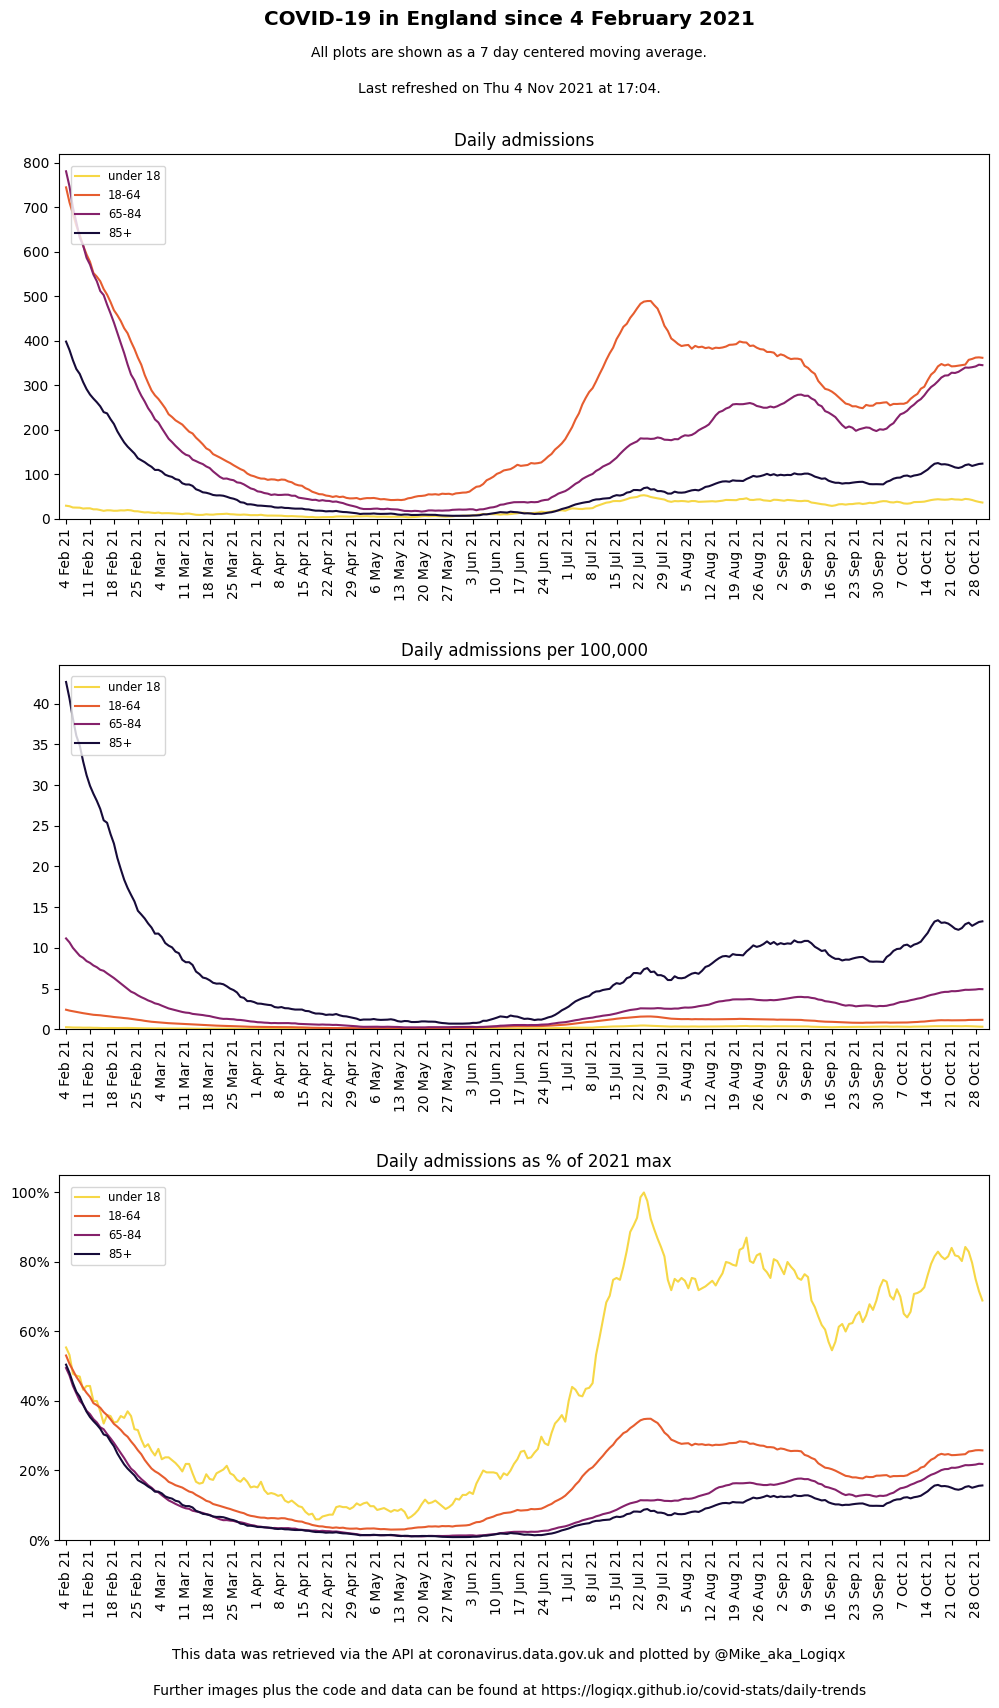 COVID-19 in England since 4 February 2021
All plots are shown as a 7 day centered moving average.
Last refreshed on Thu 4 Nov 2021 at 17:04.
Daily admissions
800
700
600
500
400
300
200
100
0
under 18
18-64
65-84
85+
4 Feb 21
11 Feb 21
18 Feb 21
25 Feb 21
4 Mar 21
11 Mar 21
18 Mar 21
25 Mar 21
1 Apr 21
8 Apr 21
15 Apr 21
22 Apr 21
29 Apr 21
6 May 21
13 May 21
20 May 21
27 May 21
3 Jun 21
10 Jun 21
17 Jun 21
24 Jun 21
1 Jul 21
8 Jul 21
15 Jul 21
22 Jul 21
29 Jul 21
5 Aug 21
12 Aug 21
19 Aug 21
26 Aug 21
2 Sep 21
9 Sep 21
16 Sep 21
23 Sep 21
30 Sep 21
7 Oct 21
14 Oct 21
21 Oct 21
28 Oct 21
Daily admissions per 100,000
40
35
30
25
20
15
10
5
0
under 18
18-64
65-84
85+
4 Feb 21
11 Feb 21
18 Feb 21
25 Feb 21
4 Mar 21
11 Mar 21
18 Mar 21
25 Mar 21
1 Apr 21
8 Apr 21
15 Apr 21
22 Apr 21
29 Apr 21
6 May 21
13 May 21
20 May 21
27 May 21
3 Jun 21
10 Jun 21
17 Jun 21
24 Jun 21
1 Jul 21
8 Jul 21
15 Jul 21
22 Jul 21
29 Jul 21
5 Aug 21
12 Aug 21
19 Aug 21
26 Aug 21
2 Sep 21
9 Sep 21
16 Sep 21
23 Sep 21
30 Sep 21
7 Oct 21
14 Oct 21
21 Oct 21
28 Oct 21
Daily admissions as % of 2021 max
100%
80%
60%
40%
20%
0%
under 18
18-64
65-84
85+
4 Feb 21
11 Feb 21
18 Feb 21
25 Feb 21
4 Mar 21
11 Mar 21
18 Mar 21
25 Mar 21
1 Apr 21
8 Apr 21
15 Apr 21
22 Apr 21
29 Apr 21
6 May 21
13 May 21
20 May 21
27 May 21
3 Jun 21
10 Jun 21
17 Jun 21
24 Jun 21
1 Jul 21
8 Jul 21
15 Jul 21
22 Jul 21
29 Jul 21
5 Aug 21
12 Aug 21
19 Aug 21
26 Aug 21
2 Sep 21
9 Sep 21
16 Sep 21
23 Sep 21
30 Sep 21
7 Oct 21
14 Oct 21
21 Oct 21
28 Oct 21
This data was retrieved via the API at coronavirus.data.gov.uk and plotted by @Mike_aka_Logiqx
Further images plus the code and data can be found at https://logiqx.github.io/covid-stats/daily-trends